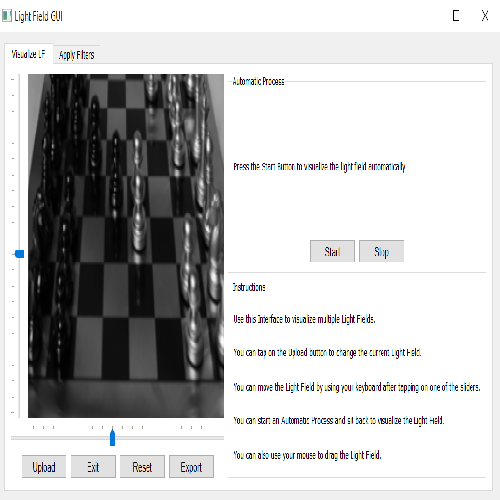 Light Field GUI
Visualize LF
Apply Filters
Automatic Process
Press the Start Button to visualize the light field automatically
Start
Stop
Instructions
Use this Interface to visualize multiple Light Fields.
You can tap on the Upload button to change the current Light Field.
You can move the Light Field by using your keyboard after tapping on one of the sliders.
You can start an Automatic Process and sit back to visualize the Light Field.
You can also use your mouse to drag the Light Field.
Upload
Exit
Reset
Export